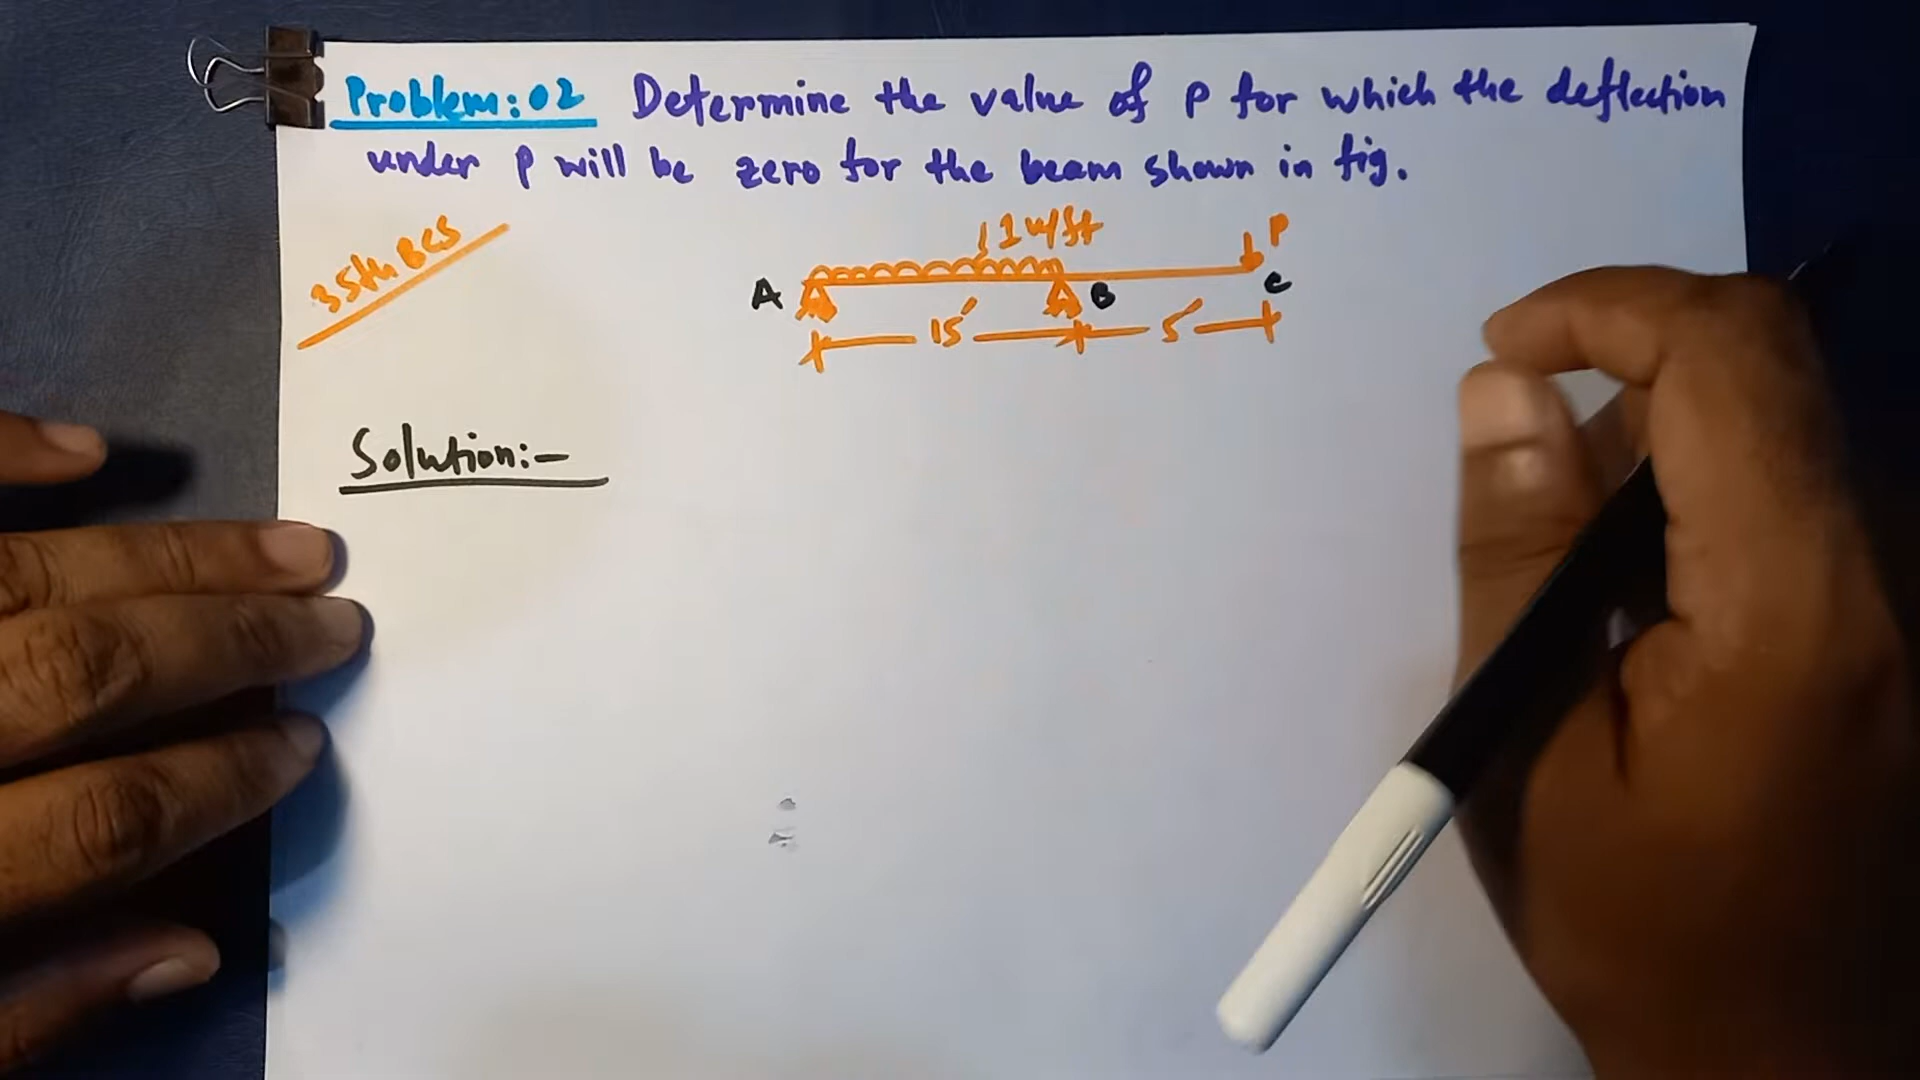 Problem:02 Determine the value of P for which the deflection
under P will be zero for the beam shown in fig.
35th BCS
1 w/ft
P
A
B
C
15'
5'
Solution:-